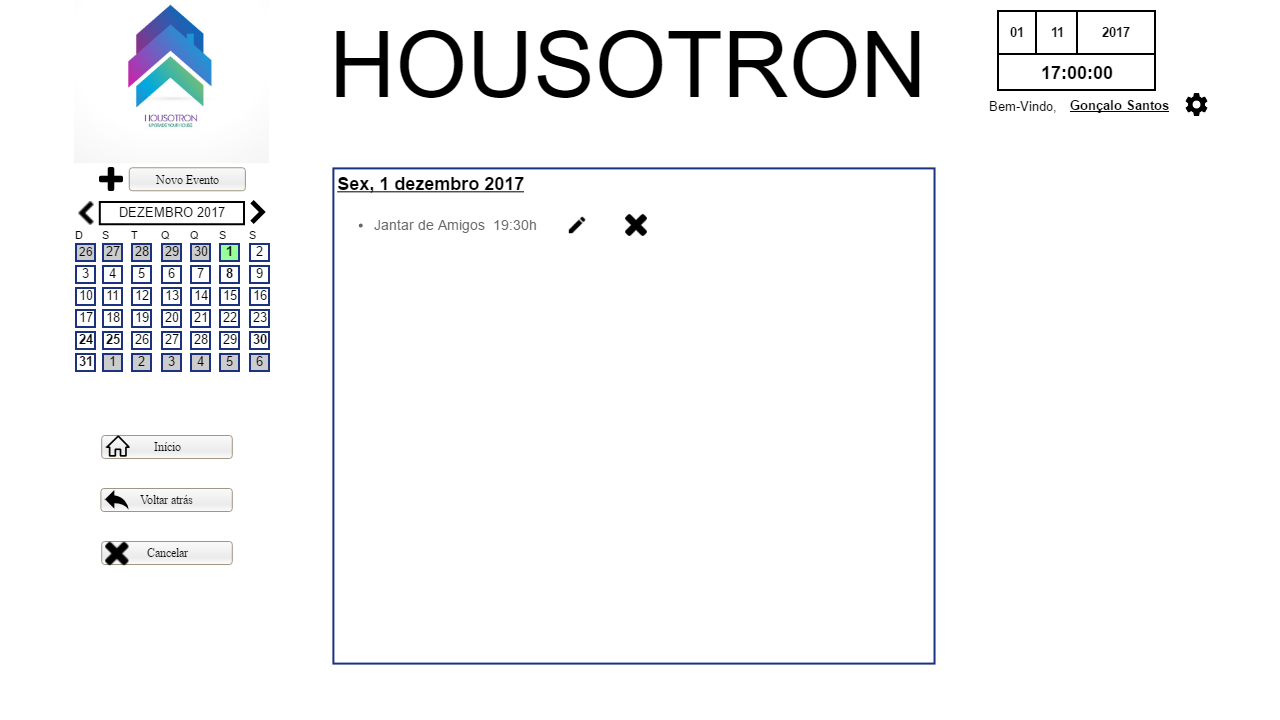 HOUSOTRON
UPGRADE YOUR HOUSE
HOUSOTRON
01 11 2017
17:00:00
Bem-Vindo, Gonçalo Santos
Novo Evento
DEZEMBRO 2017
D S T Q Q S S
26 27 28 29 30 1 2
3 4 5 6 7 8 9
10 11 12 13 14 15 16
17 18 19 20 21 22 23
24 25 26 27 28 29 30
31 1 2 3 4 5 6
Início
Voltar atrás
Cancelar
Sex, 1 dezembro 2017
• Jantar de Amigos 19:30h